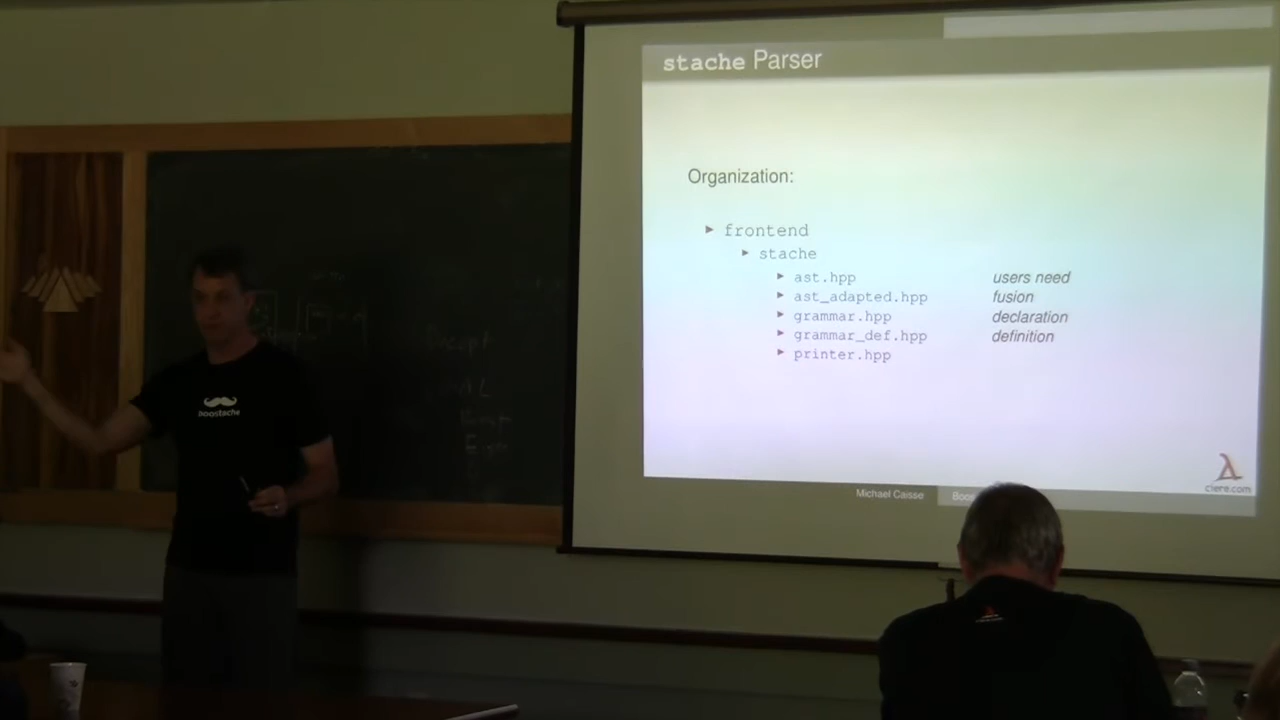 stache Parser
Organization:
frontend
stache
ast.hpp users need
ast_adapted.hpp fusion
grammar.hpp declaration
grammar_def.hpp definition
printer.hpp
ciere.com
Michael Caisse
boostache